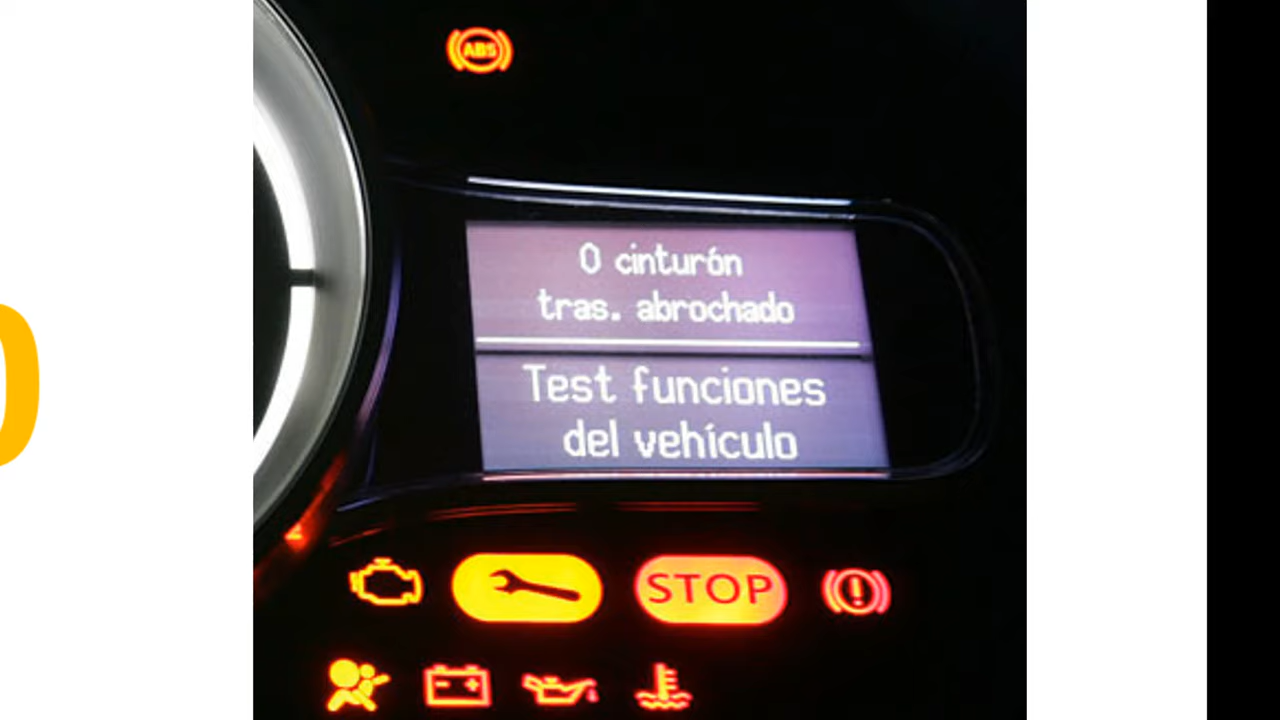 ABS
0 cinturón
tras. abrochado
Test funciones
del vehículo
STOP